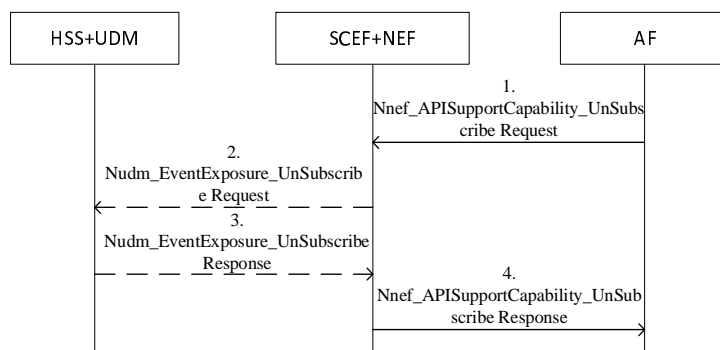 HSS+UDM
SCEF+NEF
AF
1.
Nnef_APISupportCapability_UnSubs
cribe Request
2.
Nudm_EventExposure_UnSubscrib
e Request
3.
Nudm_EventExposure_UnSubscribe
Response
4.
Nnef_APISupportCapability_UnSub
scribe Response